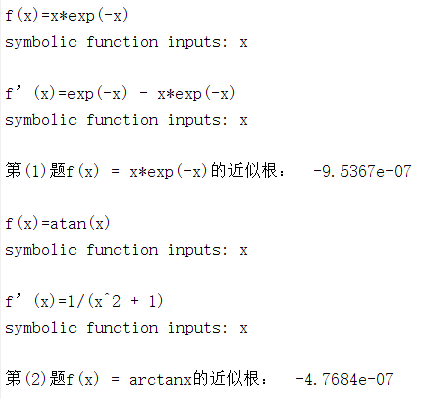 f(x)=x*exp(-x)
symbolic function inputs: x
f’(x)=exp(-x) - x*exp(-x)
symbolic function inputs: x
第(1)题f(x) = x*exp(-x)的近似根： -9.5367e-07
f(x)=atan(x)
symbolic function inputs: x
f’(x)=1/(x^2 + 1)
symbolic function inputs: x
第(2)题f(x) = arctanx的近似根： -4.7684e-07